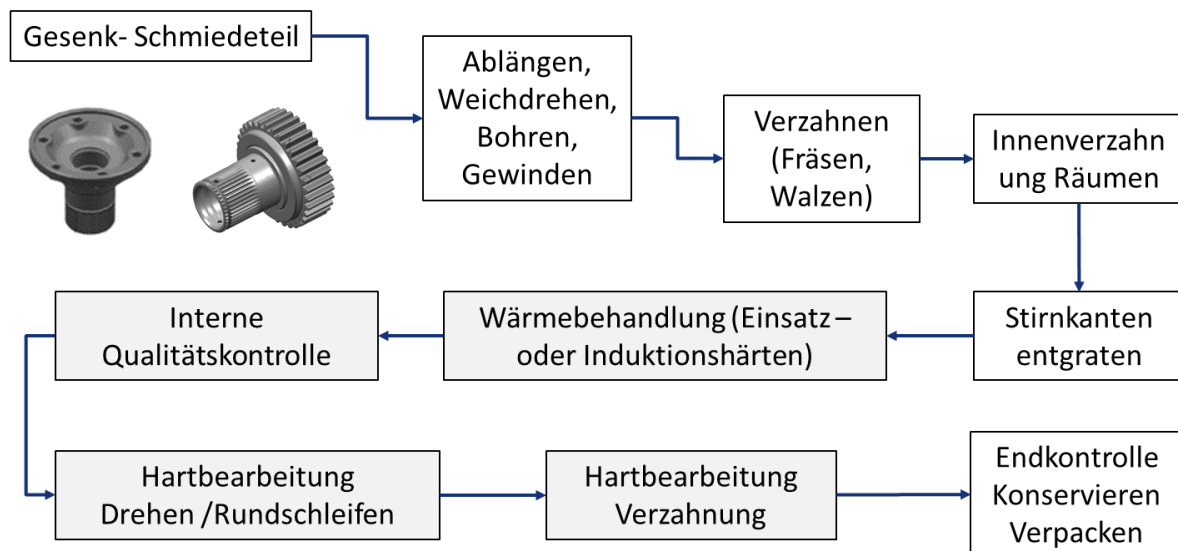 Gesenk- Schmiedeteil
Ablängen,
Weichdrehen,
Bohren,
Gewinden
Verzahnen
(Fräsen,
Walzen)
Innenverzahn
ung Räumen
Stirnkanten
entgraten
Wärmebehandlung (Einsatz –
oder Induktionshärten)
Interne
Qualitätskontrolle
Hartbearbeitung
Drehen /Rundschleifen
Hartbearbeitung
Verzahnung
Endkontrolle
Konservieren
Verpacken